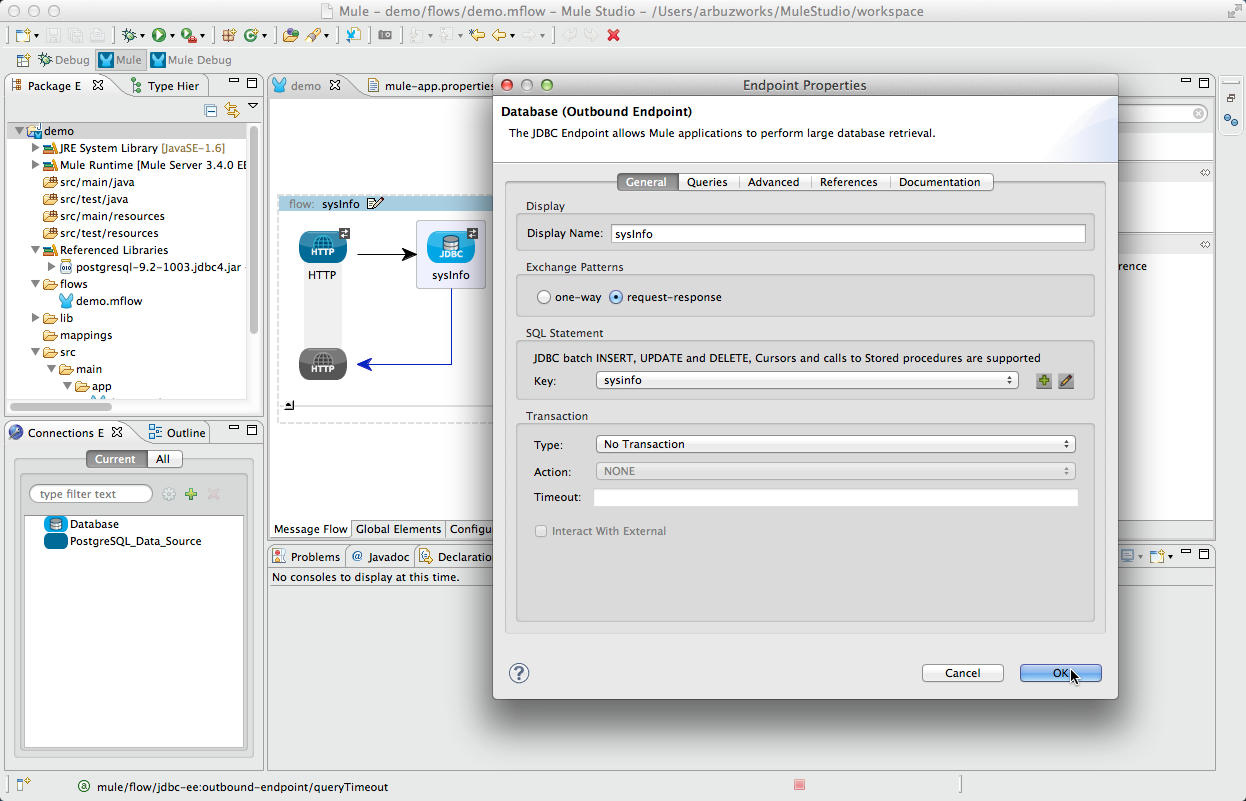 Mule – demo/flows/demo.mflow – Mule Studio – /Users/arbuzworks/MuleStudio/workspace
Debug Mule Mule Debug
Package E Type Hier
demo
JRE System Library [JavaSE-1.6]
Mule Runtime [Mule Server 3.4.0 EE
src/main/java
src/test/java
src/main/resources
src/test/resources
Referenced Libraries
postgresql-9.2-1003.jdbc4.jar -
flows
demo.mflow
lib
mappings
src
main
app
Connections E Outline
Current All
type filter text
Database
PostgreSQL_Data_Source
demo mule-app.properties
flow: sysInfo
HTTP
HTTP
JDBC
sysInfo
HTTP
Message Flow Global Elements Configu
Problems @ Javadoc Declaratio
No consoles to display at this time.
Endpoint Properties
Database (Outbound Endpoint)
The JDBC Endpoint allows Mule applications to perform large database retrieval.
General Queries Advanced References Documentation
Display
Display Name: sysInfo
Exchange Patterns
one-way request-response
SQL Statement
JDBC batch INSERT, UPDATE and DELETE, Cursors and calls to Stored procedures are supported
Key: sysinfo
Transaction
Type: No Transaction
Action: NONE
Timeout:
Interact With External
? Cancel OK
rence
mule/flow/jdbc-ee:outbound-endpoint/queryTimeout